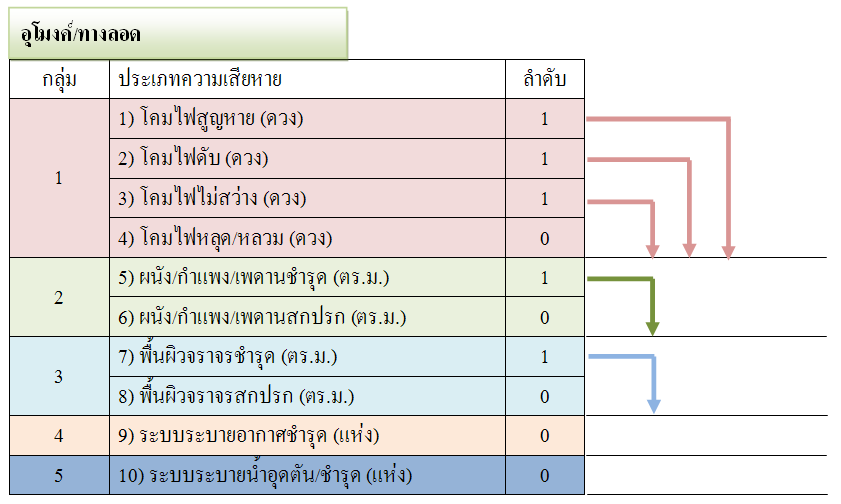 อุโมงค์/ทางลอด
กลุ่ม ประเภทความเสียหาย ลำดับ
1) โคมไฟสูญหาย (ดวง) 1
2) โคมไฟดับ (ดวง) 1
1
3) โคมไฟไม่สว่าง (ดวง) 1
4) โคมไฟหลุด/หลวม (ดวง) 0
5) ผนัง/กำแพง/เพดานชำรุด (ตร.ม.) 1
2
6) ผนัง/กำแพง/เพดานสกปรก (ตร.ม.) 0
7) พื้นผิวจราจรชำรุด (ตร.ม.) 1
3
8) พื้นผิวจราจรสกปรก (ตร.ม.) 0
4 9) ระบบระบายอากาศชำรุด (แห่ง) 0
5 10) ระบบระบายน้ำอุดตัน/ชำรุด (แห่ง) 0